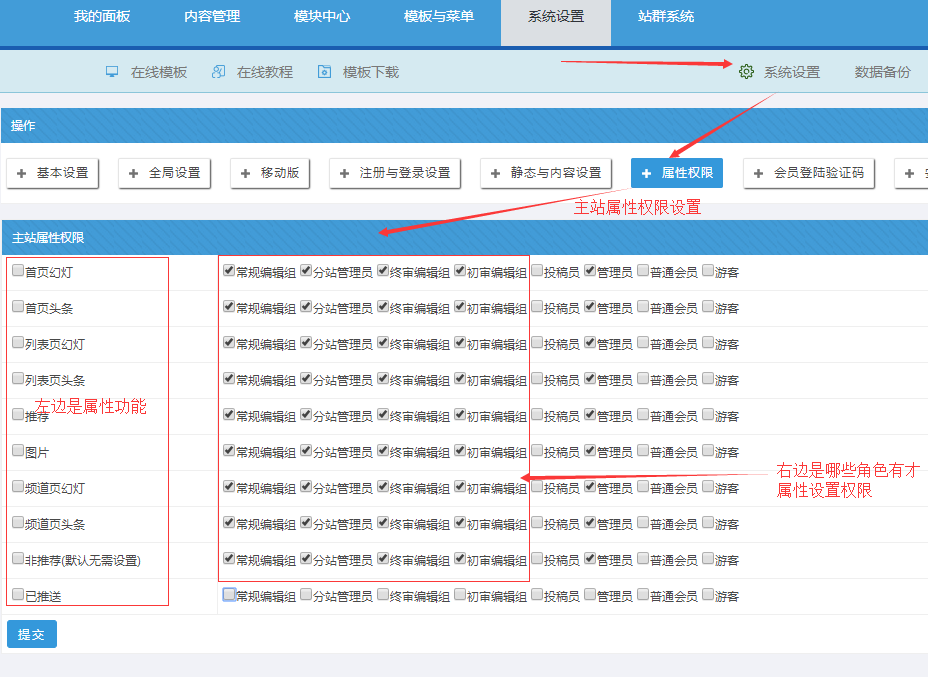 我的面板 内容管理 模块中心 模板与菜单 系统设置 站群系统
在线模板 在线教程 模板下载 系统设置 数据备份
操作
基本设置 全局设置 移动版 注册与登录设置 静态与内容设置 属性权限 会员登陆验证码
主站属性权限设置
主站属性权限
首页幻灯 常规编辑组 分站管理员 终审编辑组 初审编辑组 投稿员 管理员 普通会员 游客
首页头条 常规编辑组 分站管理员 终审编辑组 初审编辑组 投稿员 管理员 普通会员 游客
列表页幻灯 常规编辑组 分站管理员 终审编辑组 初审编辑组 投稿员 管理员 普通会员 游客
列表页头条 常规编辑组 分站管理员 终审编辑组 初审编辑组 投稿员 管理员 普通会员 游客
左边是属性功能
推荐 常规编辑组 分站管理员 终审编辑组 初审编辑组 投稿员 管理员 普通会员 游客
图片 常规编辑组 分站管理员 终审编辑组 初审编辑组 投稿员 管理员 普通会员 游客
右边是哪些角色有才
属性设置权限
频道页幻灯 常规编辑组 分站管理员 终审编辑组 初审编辑组 投稿员 管理员 普通会员 游客
频道页头条 常规编辑组 分站管理员 终审编辑组 初审编辑组 投稿员 管理员 普通会员 游客
非推荐(默认无需设置) 常规编辑组 分站管理员 终审编辑组 初审编辑组 投稿员 管理员 普通会员 游客
已推送 常规编辑组 分站管理员 终审编辑组 初审编辑组 投稿员 管理员 普通会员 游客
提交